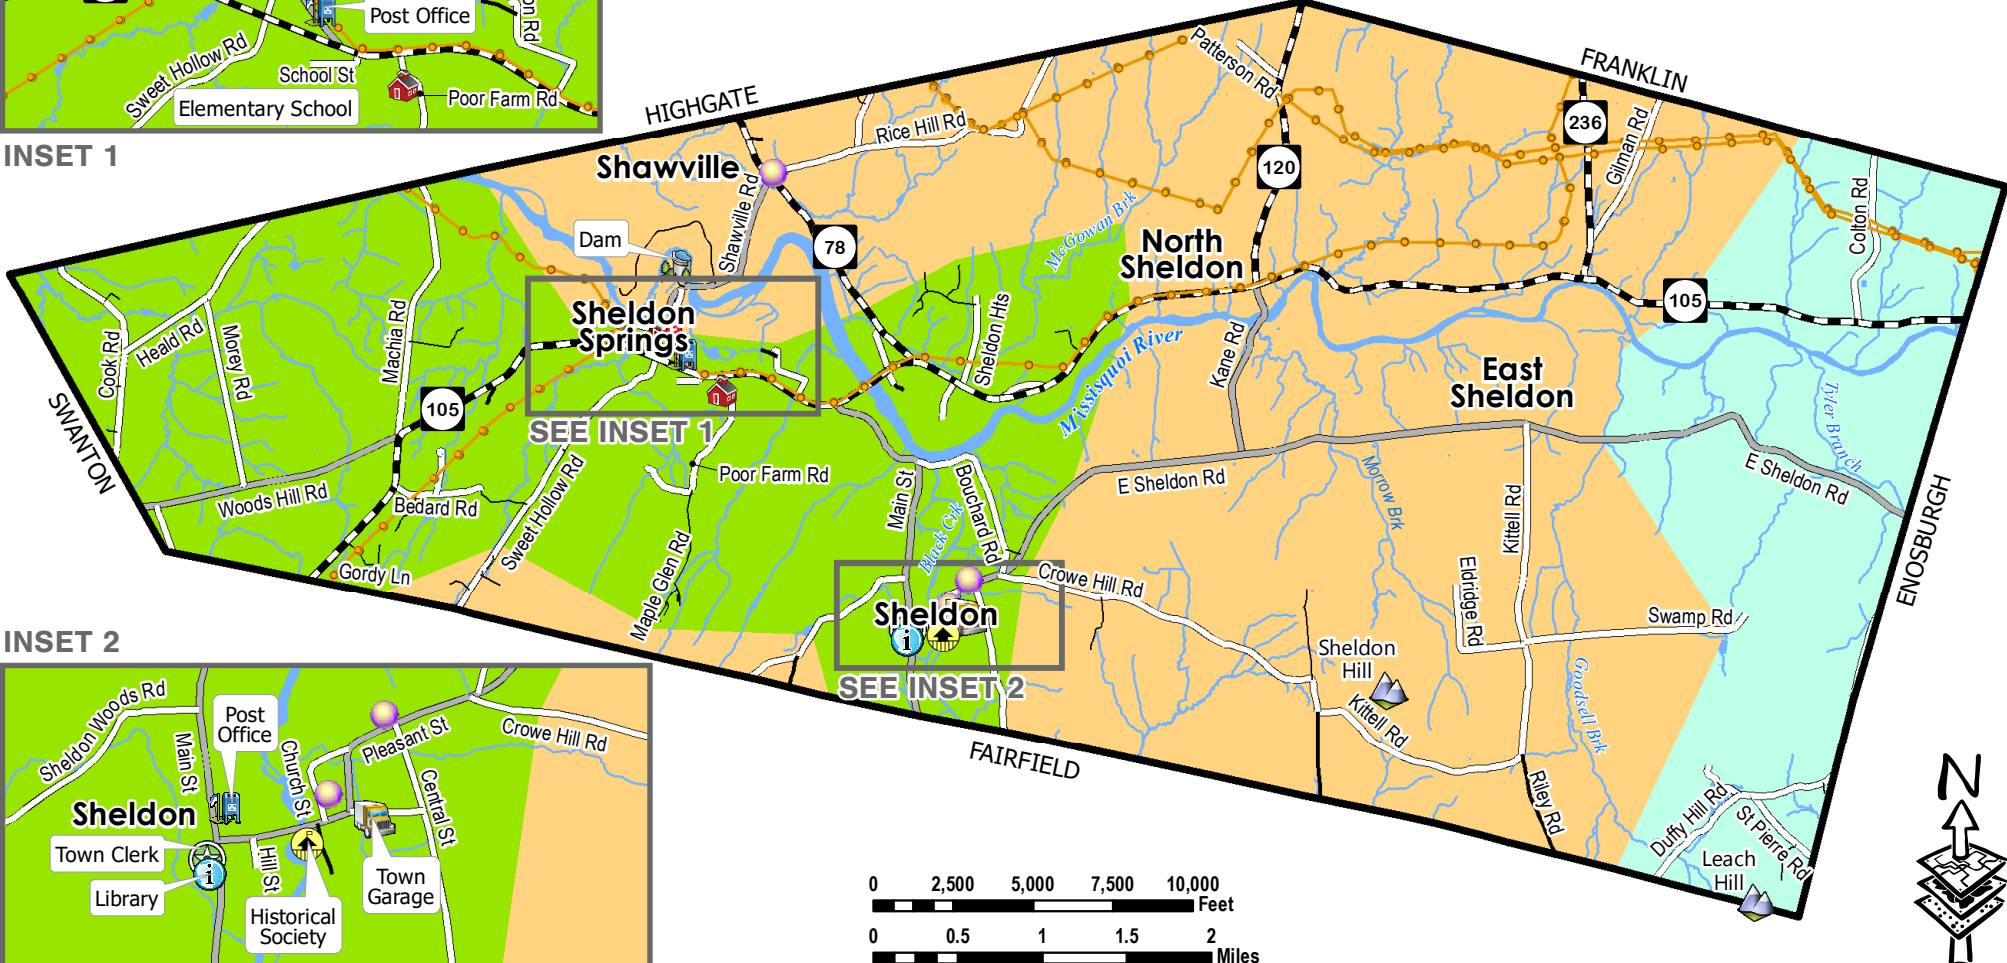 Post Office
Sweet Hollow Rd
School St
Elementary School
Poor Farm Rd
INSET 1
HIGHGATE
FRANKLIN
SWANTON
FAIRFIELD
ENOSBURGH
Patterson Rd
Rice Hill Rd
Shawville
Shawville Rd
Dam
78
120
236
Gilman Rd
Colton Rd
McGowan Brk
North
Sheldon
105
Sheldon
Springs
Sheldon Hts
Missisquoi River
Kane Rd
East
Sheldon
Tyler Branch
Cook Rd
Heald Rd
Morey Rd
Machia Rd
105
SEE INSET 1
Woods Hill Rd
Bedard Rd
Sweet Hollow Rd
Poor Farm Rd
Gordy Ln
Maple Glen Rd
Main St
Black Crk
Bouchard Rd
E Sheldon Rd
Morrow Brk
Kittell Rd
E Sheldon Rd
Crowe Hill Rd
Eldridge Rd
Swamp Rd
Sheldon
SEE INSET 2
Sheldon
Hill
Kittell Rd
Goodsell Brk
Riley Rd
Duffy Hill Rd
St Pierre Rd
Leach
Hill
INSET 2
Sheldon Woods Rd
Main St
Post
Office
Church St
Pleasant St
Crowe Hill Rd
Central St
Sheldon
Town Clerk
Library
Hill St
Historical
Society
Town
Garage
0 2,500 5,000 7,500 10,000
Feet
0 0.5 1 1.5 2
Miles
N